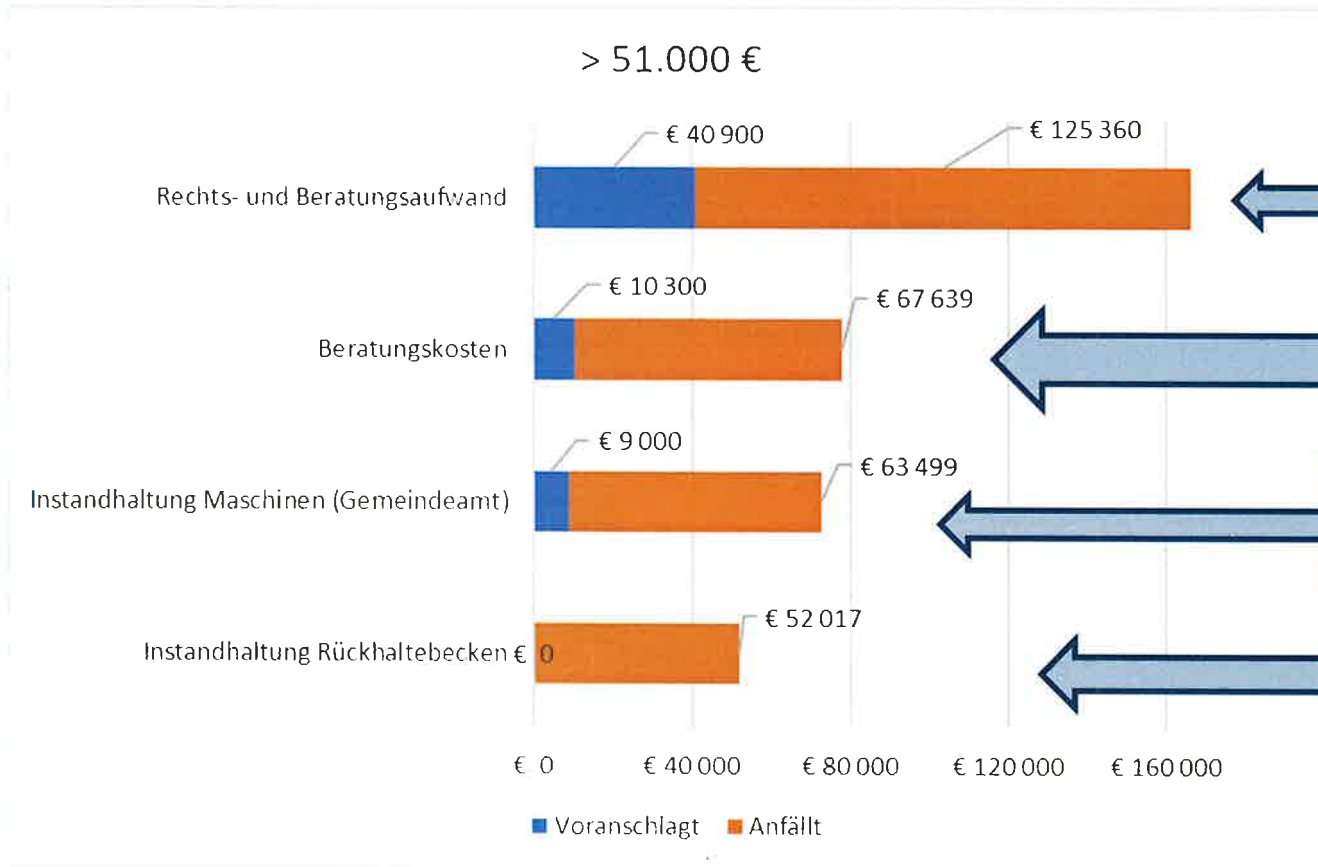 > 51.000 €
€ 40 900
€ 125 360
Rechts- und Beratungsaufwand
€ 10 300
€ 67 639
Beratungskosten
€ 9 000
€ 63 499
Instandhaltung Maschinen (Gemeindeamt)
€ 52 017
Instandhaltung Rückhaltebecken € 0
€ 0 € 40 000 € 80 000 € 120 000 € 160 000
Voranschlagt Anfällt